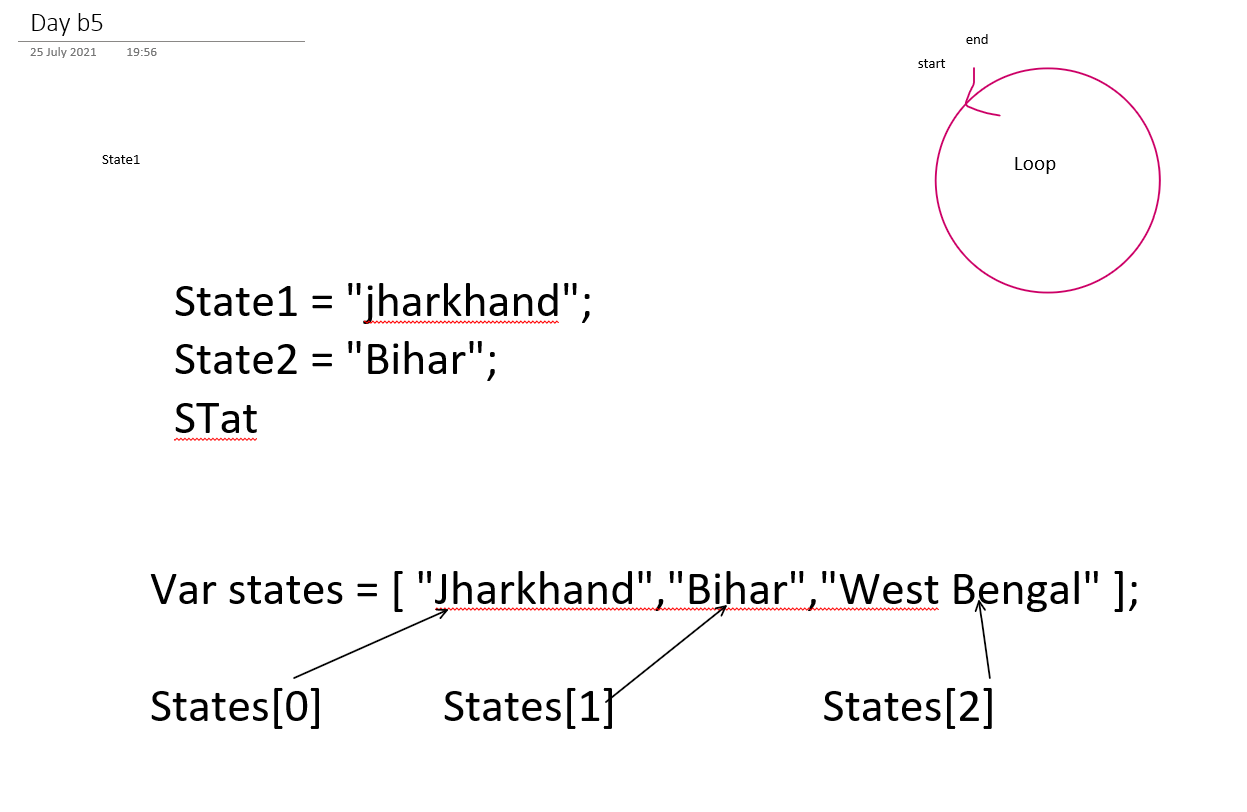 Day b5
25 July 2021 19:56
end
start
State1
Loop
State1 = "jharkhand";
State2 = "Bihar";
STat
Var states = [ "Jharkhand","Bihar","West Bengal" ];
States[0] States[1] States[2]